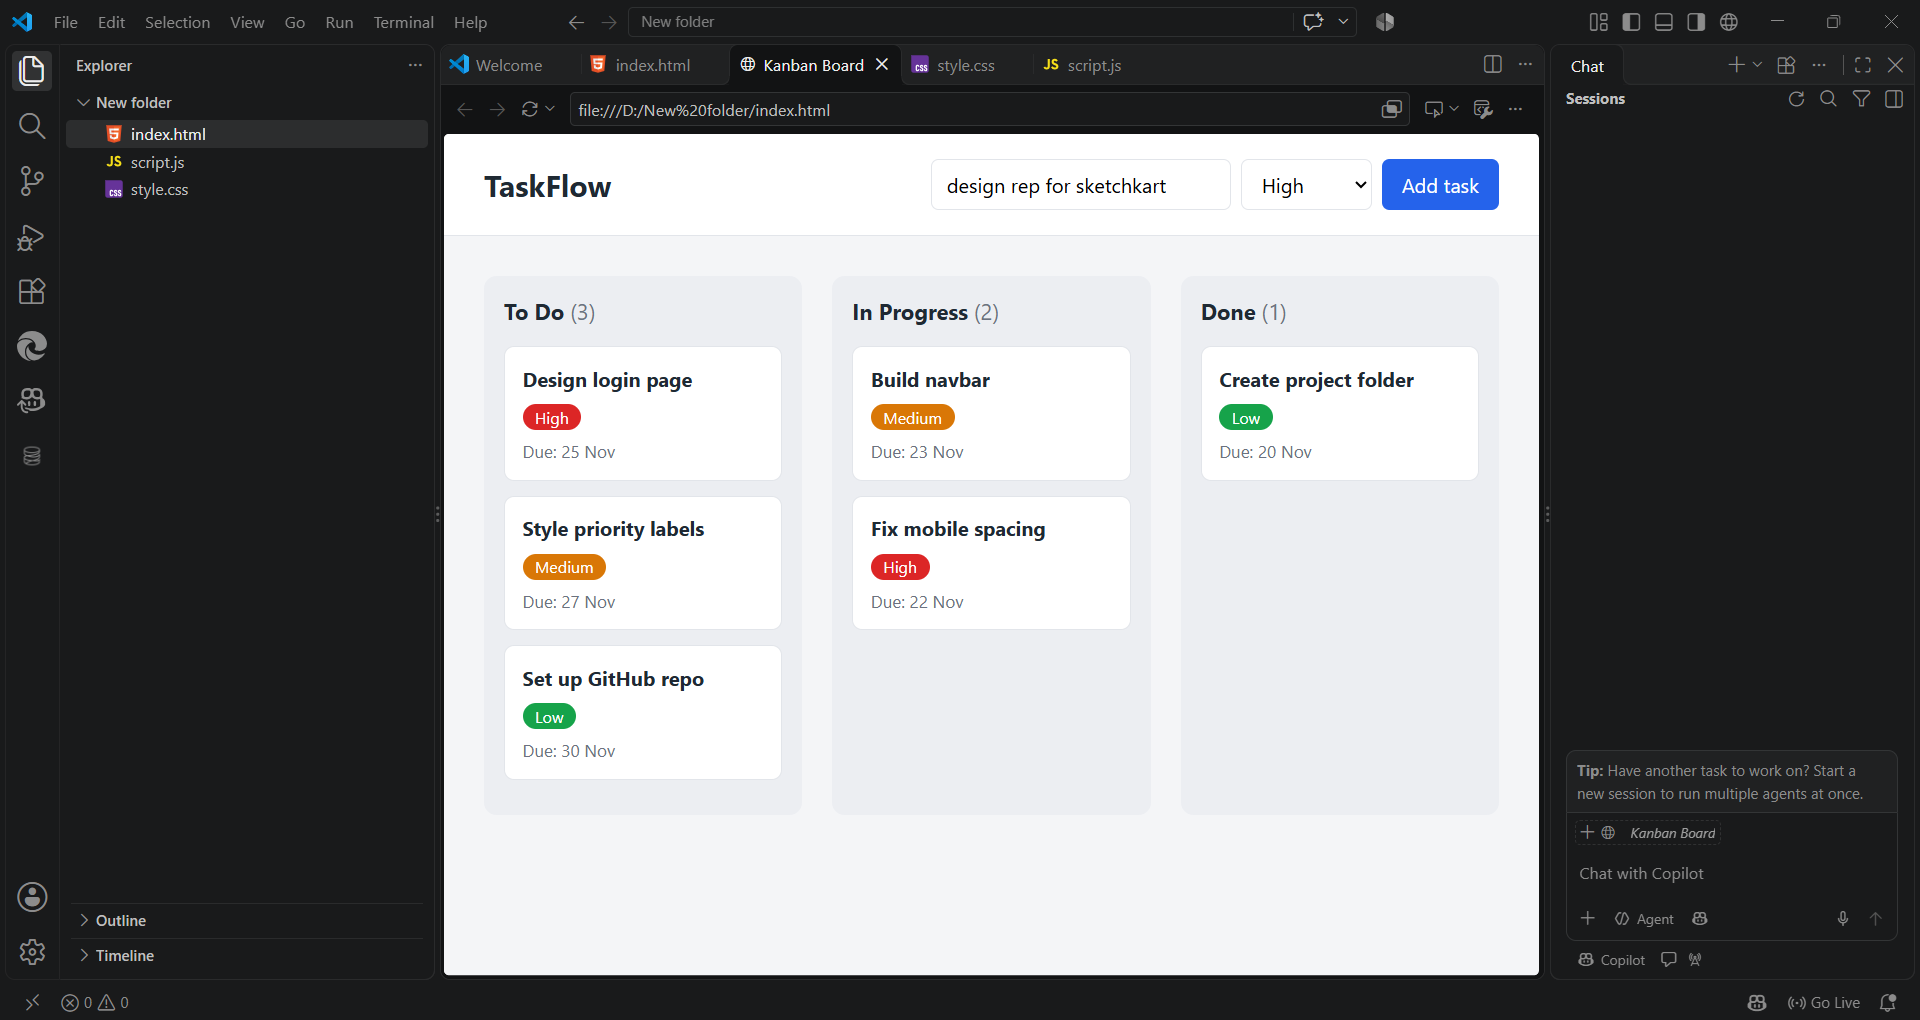 File Edit Selection View Go Run Terminal Help
New folder
Explorer
New folder
index.html
JS script.js
css style.css
Outline
Timeline
Welcome
5 index.html
Kanban Board
css style.css
JS script.js
file:///D:/New%20folder/index.html
TaskFlow
design rep for sketchkart
High
Add task
To Do (3)
Design login page
High
Due: 25 Nov
Style priority labels
Medium
Due: 27 Nov
Set up GitHub repo
Low
Due: 30 Nov
In Progress (2)
Build navbar
Medium
Due: 23 Nov
Fix mobile spacing
High
Due: 22 Nov
Done (1)
Create project folder
Low
Due: 20 Nov
Chat
Sessions
Tip: Have another task to work on? Start a
new session to run multiple agents at once.
Kanban Board
Chat with Copilot
Agent
Copilot
0 0
Go Live